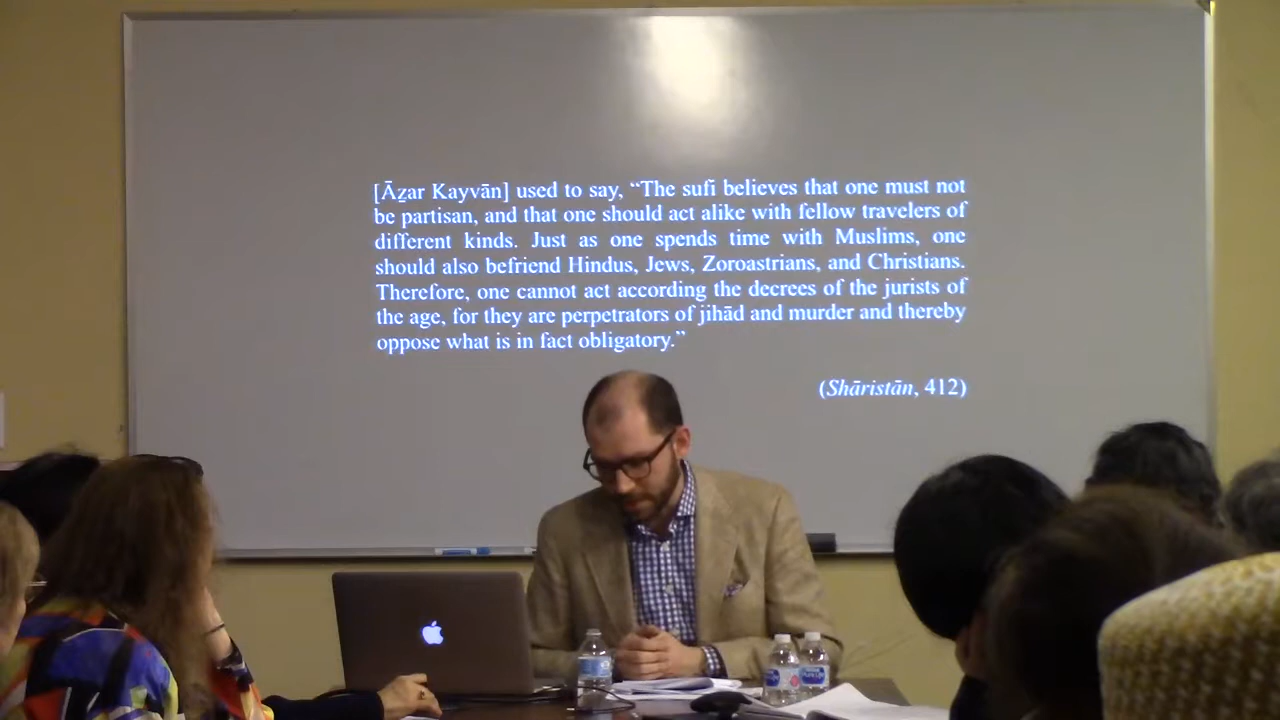 [Āẕar Kayvān] used to say, “The sufi believes that one must not
be partisan, and that one should act alike with fellow travelers of
different kinds. Just as one spends time with Muslims, one
should also befriend Hindus, Jews, Zoroastrians, and Christians.
Therefore, one cannot act according the decrees of the jurists of
the age, for they are perpetrators of jihād and murder and thereby
oppose what is in fact obligatory.”
(Shāristān, 412)